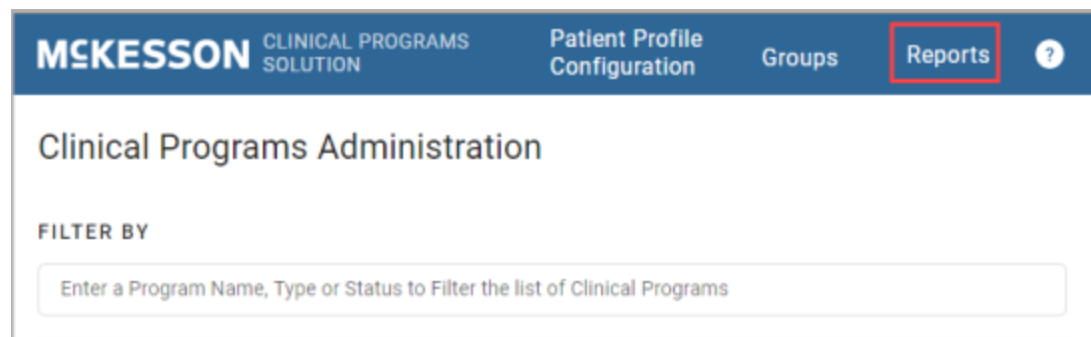 MCKESSON CLINICAL PROGRAMS SOLUTION
Patient Profile Configuration
Groups
Reports
?
Clinical Programs Administration
FILTER BY
Enter a Program Name, Type or Status to Filter the list of Clinical Programs